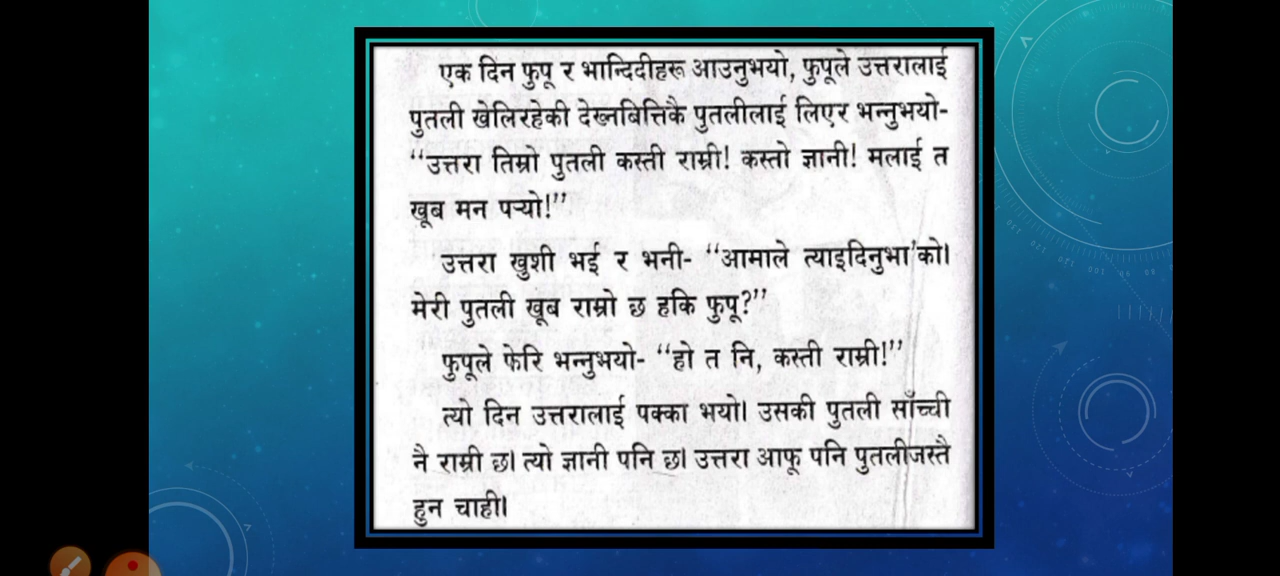 एक दिन फुपू र भान्दिदीहरू आउनुभयो, फुपूले उत्तरालाई
पुतली खेलिरहेकी देख्नबित्तिकै पुतलीलाई लिएर भन्नुभयो-
“उत्तरा तिम्रो पुतली कस्ती राम्री! कस्तो ज्ञानी! मलाई त
खूब मन पऱ्यो!”
उत्तरा खुशी भई र भनी- “आमाले त्याइदिनुभा’को।
मेरी पुतली खूब राम्रो छ हकि फुपू?”
फुपूले फेरि भन्नुभयो- “हो त नि, कस्ती राम्री!”
त्यो दिन उत्तरालाई पक्का भयो। उसकी पुतली साँच्ची
नै राम्री छ। त्यो ज्ञानी पनि छ। उत्तरा आफू पनि पुतलीजस्तै
हुन चाही।